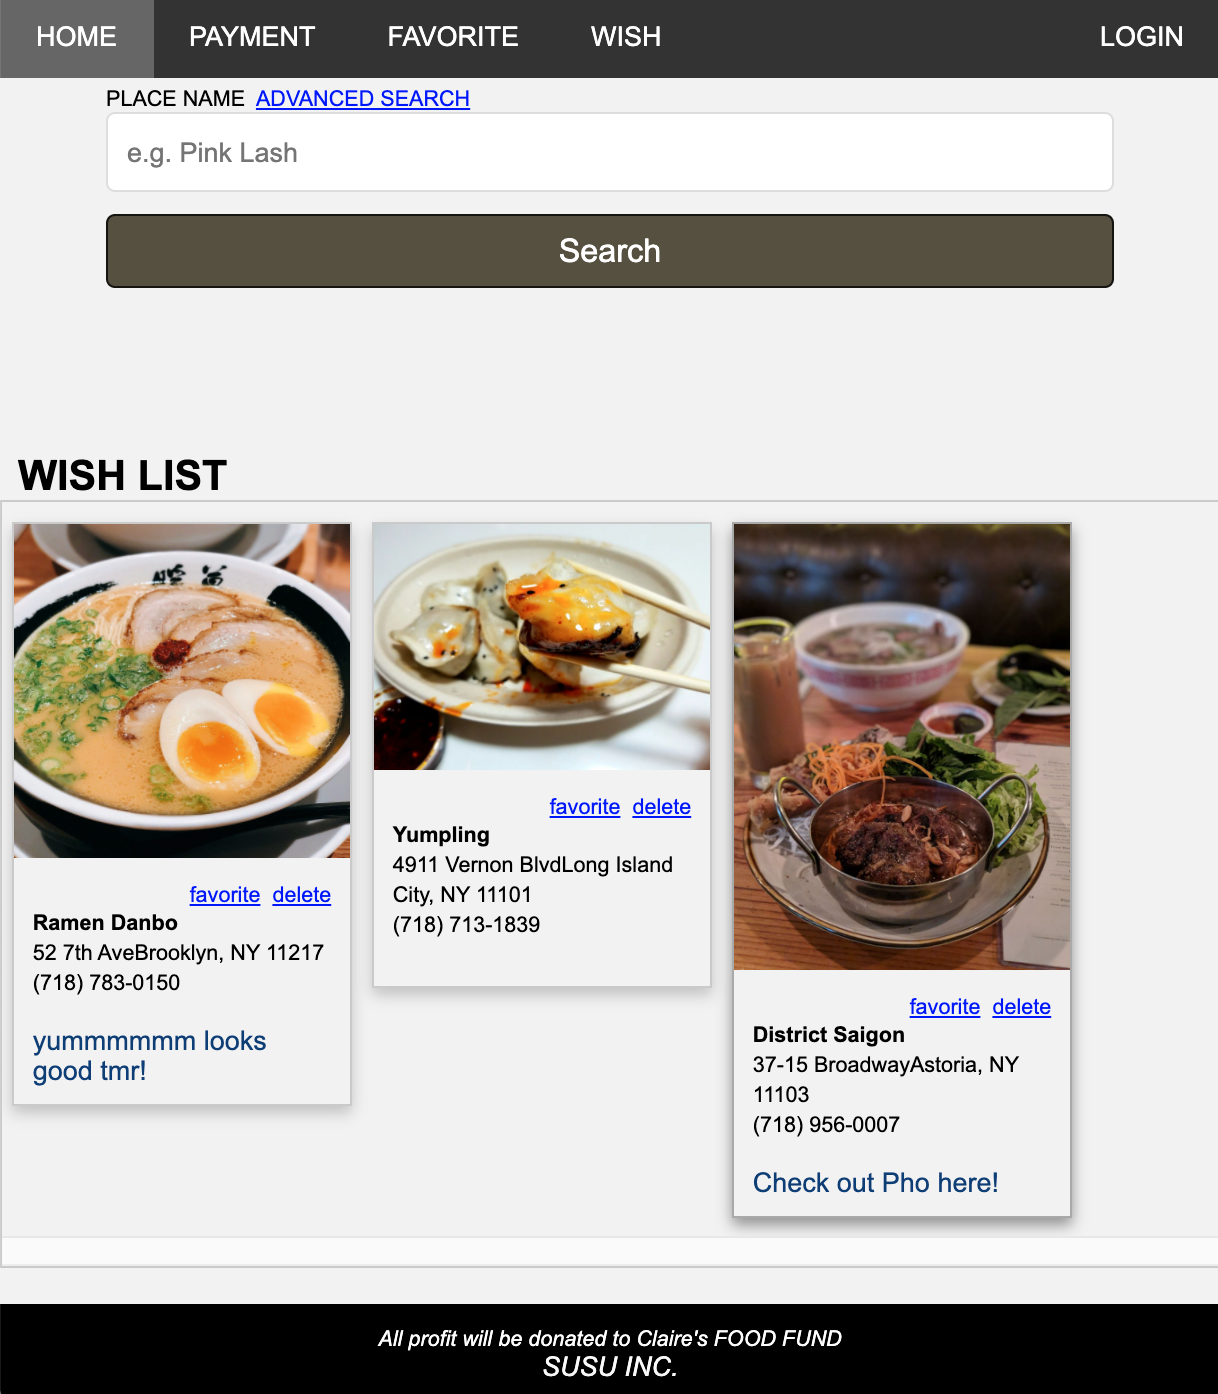 HOME PAYMENT FAVORITE WISH LOGIN
PLACE NAME ADVANCED SEARCH
e.g. Pink Lash
Search
WISH LIST
favorite delete
Ramen Danbo
52 7th AveBrooklyn, NY 11217
(718) 783-0150
yummmmmm looks
good tmr!
favorite delete
Yumpling
4911 Vernon BlvdLong Island
City, NY 11101
(718) 713-1839
favorite delete
District Saigon
37-15 BroadwayAstoria, NY
11103
(718) 956-0007
Check out Pho here!
All profit will be donated to Claire's FOOD FUND
SUSU INC.